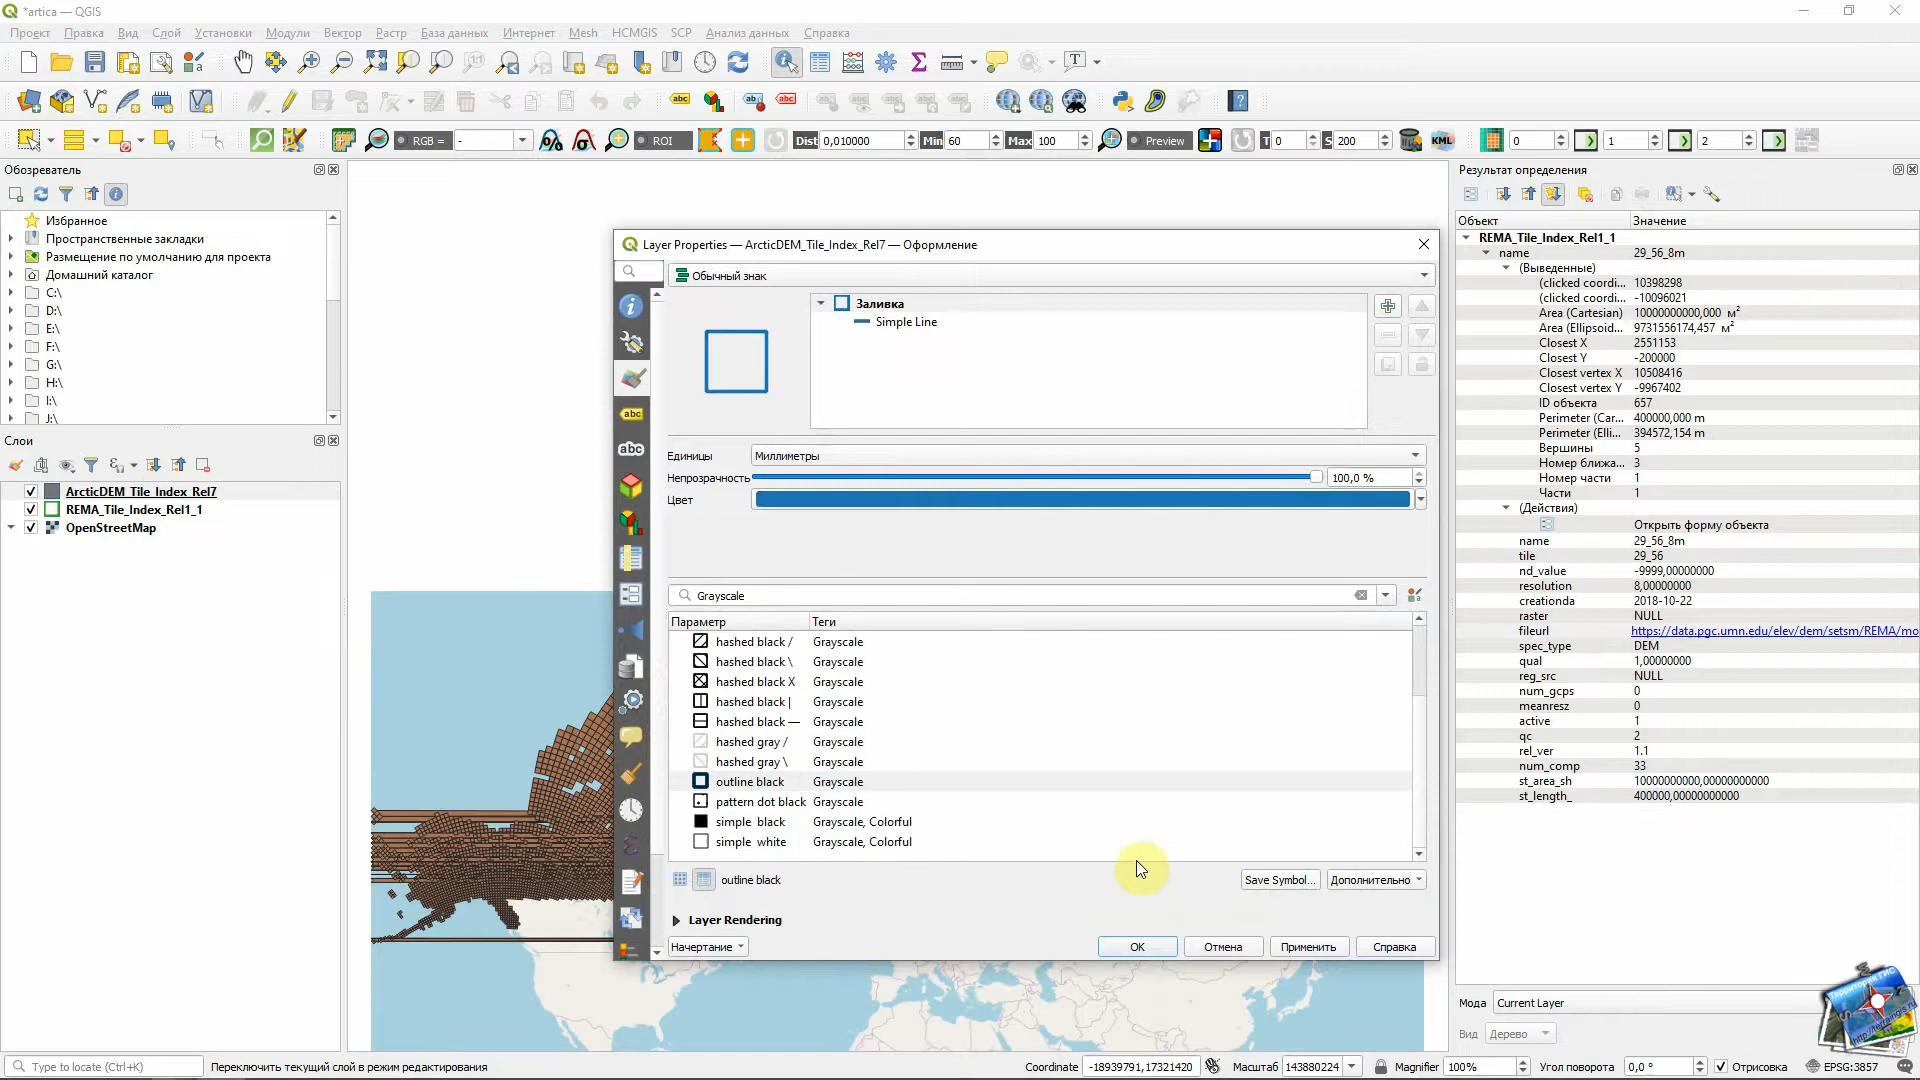 *artica — QGIS
Проект Правка Вид Слой Установки Модули Вектор Растр База данных Интернет Mesh HCMGIS SCP Анализ данных Справка
RGB = - ROI Dist 0,010000 Min 60 Max 100 Preview T 0 S 200 KML 0 1 2
Обозреватель
Избранное
Пространственные закладки
Размещение по умолчанию для проекта
Домашний каталог
C:\
D:\
E:\
F:\
G:\
H:\
I:\
J:\
Слои
ArcticDEM_Tile_Index_Rel7
REMA_Tile_Index_Rel1_1
OpenStreetMap
Layer Properties — ArcticDEM_Tile_Index_Rel7 — Оформление
Обычный знак
Заливка
Simple Line
Единицы Миллиметры
Непрозрачность 100,0 %
Цвет
Grayscale
Параметр Теги
hashed black / Grayscale
hashed black \ Grayscale
hashed black X Grayscale
hashed black | Grayscale
hashed black — Grayscale
hashed gray / Grayscale
hashed gray \ Grayscale
outline black Grayscale
pattern dot black Grayscale
simple black Grayscale, Colorful
simple white Grayscale, Colorful
outline black Save Symbol... Дополнительно
Layer Rendering
Начертание OK Отмена Применить Справка
Результат определения
Объект Значение
REMA_Tile_Index_Rel1_1
name 29_56_8m
(Выведенные)
(clicked coordi... 10398298
(clicked coordi... -10096021
Area (Cartesian) 10000000000,000 м²
Area (Ellipsoid... 9731556174,457 м²
Closest X 2551153
Closest Y -200000
Closest vertex X 10508416
Closest vertex Y -9967402
ID объекта 657
Perimeter (Car... 400000,000 m
Perimeter (Elli... 394572,154 m
Вершины 5
Номер ближа... 3
Номер части 1
Части 1
(Действия)
Открыть форму объекта
name 29_56_8m
tile 29_56
nd_value -9999,00000000
resolution 8,00000000
creationda 2018-10-22
raster NULL
fileurl https://data.pgc.umn.edu/elev/dem/setsm/REMA/mo
spec_type DEM
qual 1,00000000
reg_src NULL
num_gcps 0
meanresz 0
active 1
qc 2
rel_ver 1.1
num_comp 33
st_area_sh 10000000000,00000000000
st_length_ 400000,00000000000
Мода Current Layer
Вид Дерево
Type to locate (Ctrl+K) Переключить текущий слой в режим редактирования Coordinate -18939791,17321420 Масштаб 143880224 Magnifier 100% Угол поворота 0,0 ° Отрисовка EPSG:3857